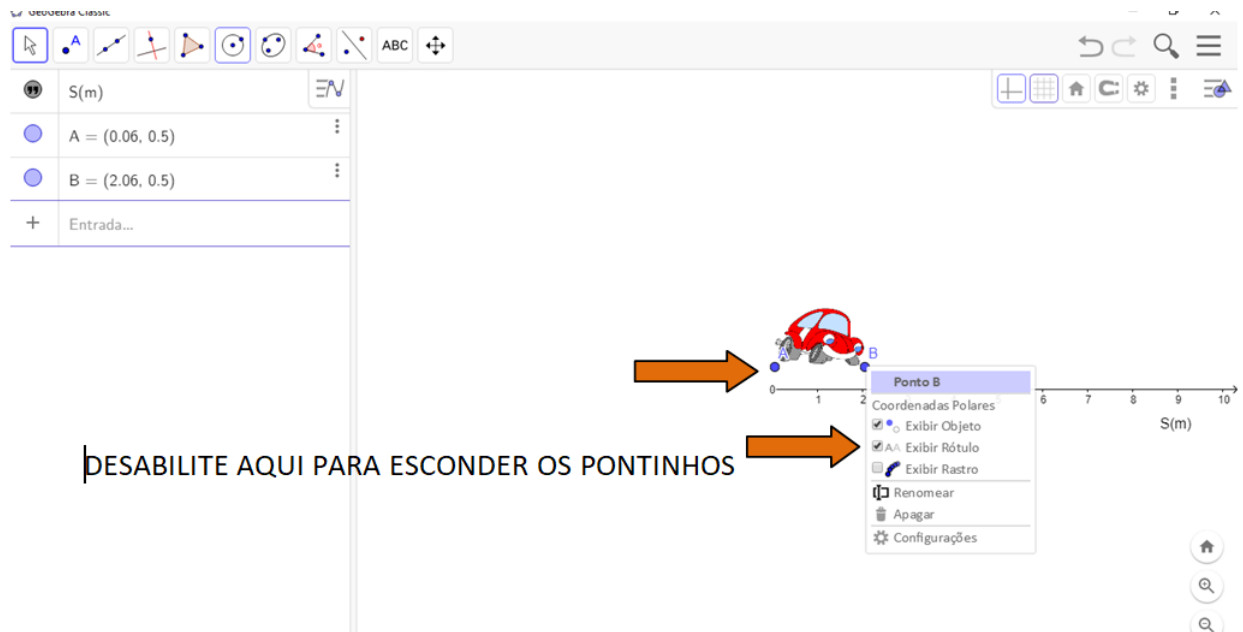 GeoGebra Classic
A
ABC
S(m)
A = (0.06, 0.5)
B = (2.06, 0.5)
+ Entrada...
A B
Ponto B
0 1 2 6 7 8 9 10
Coordenadas Polares
S(m)
Exibir Objeto
AA Exibir Rótulo
Exibir Rastro
DESABILITE AQUI PARA ESCONDER OS PONTINHOS
Renomear
Apagar
Configurações